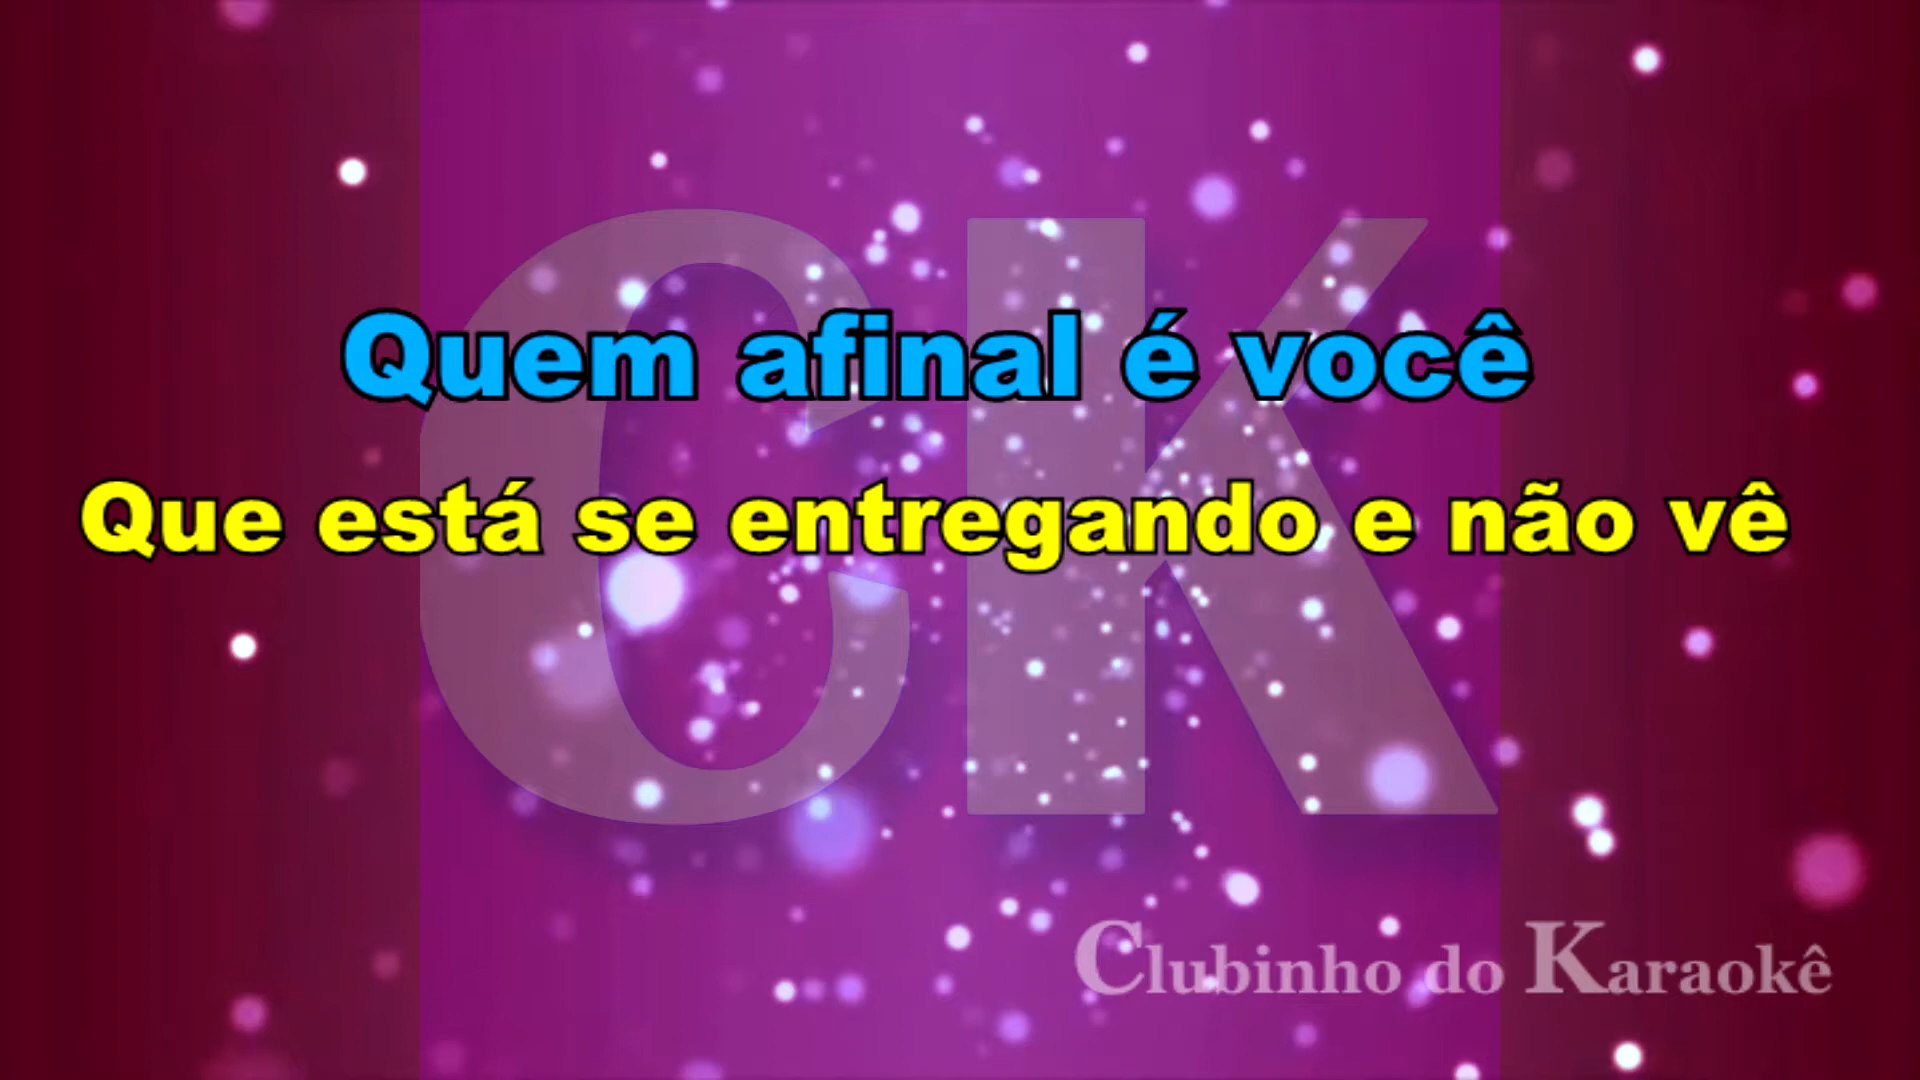 CK
Quem afinal é você
Que está se entregando e não vê
Clubinho do Karaokê